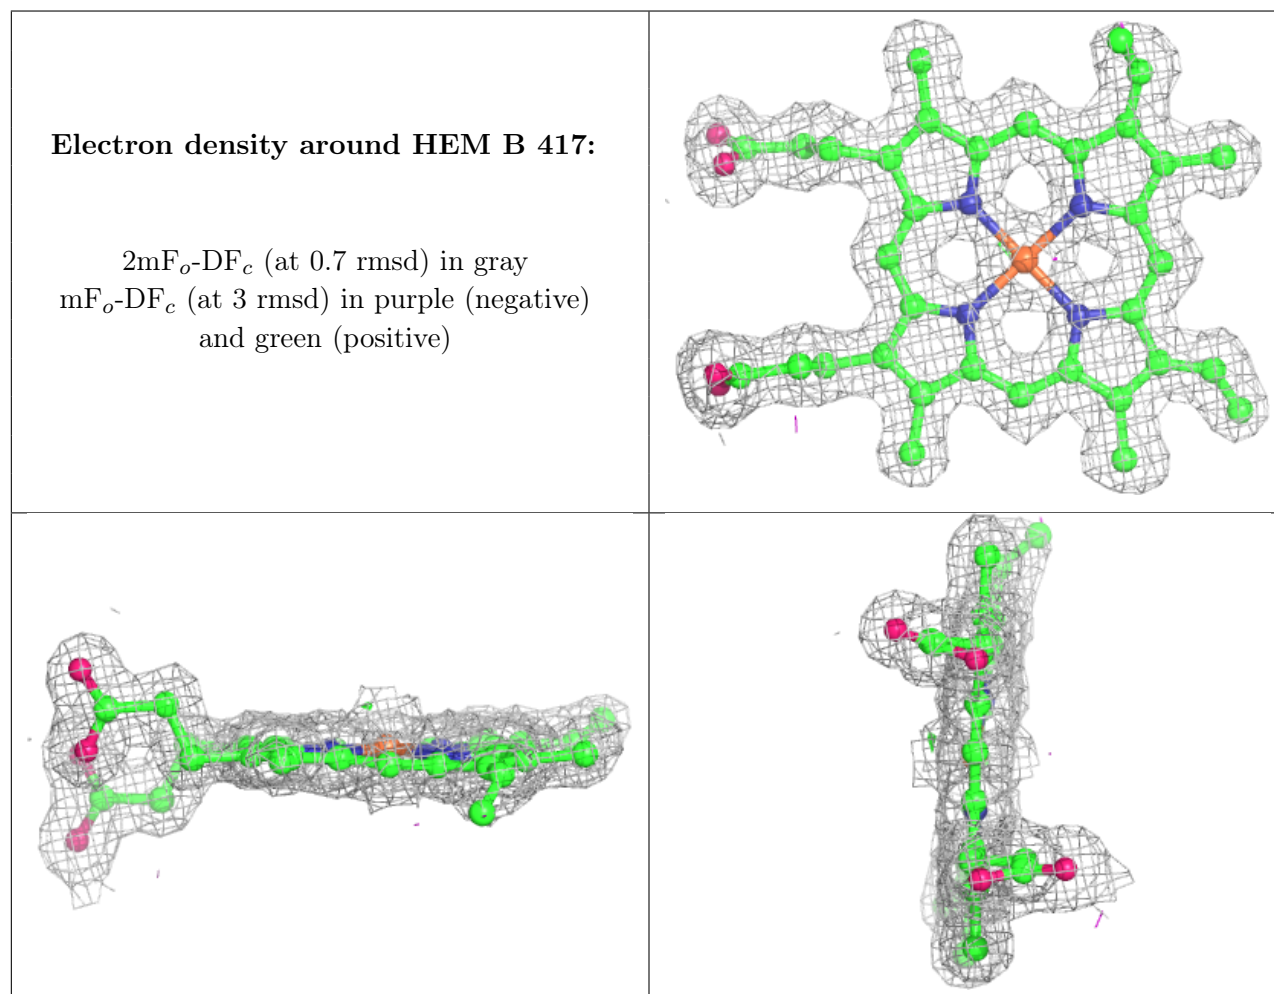 Electron density around HEM B 417:
2mFo-DFc (at 0.7 rmsd) in gray
mFo-DFc (at 3 rmsd) in purple (negative)
and green (positive)